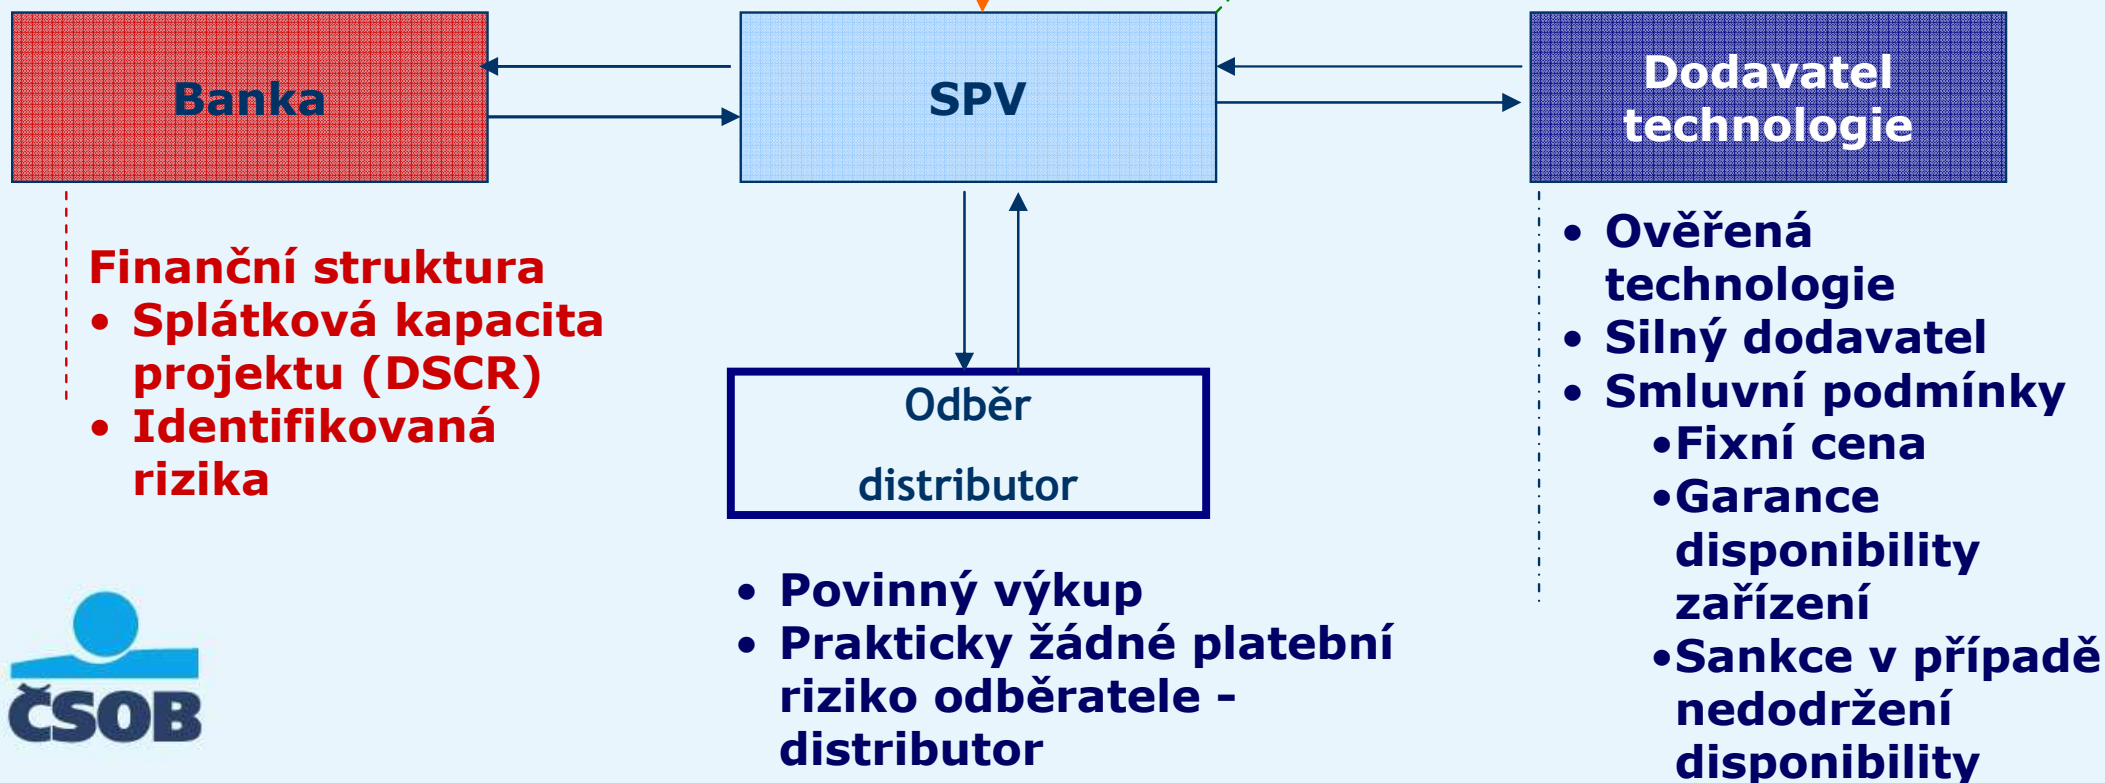 Banka
SPV
Dodavatel
technologie
Finanční struktura
• Splátková kapacita
projektu (DSCR)
• Identifikovaná
rizika
Odběr
distributor
• Povinný výkup
• Prakticky žádné platební
riziko odběratele -
distributor
• Ověřená
technologie
• Silný dodavatel
• Smluvní podmínky
•Fixní cena
•Garance
disponibility
zařízení
•Sankce v případě
nedodržení
disponibility
ČSOB